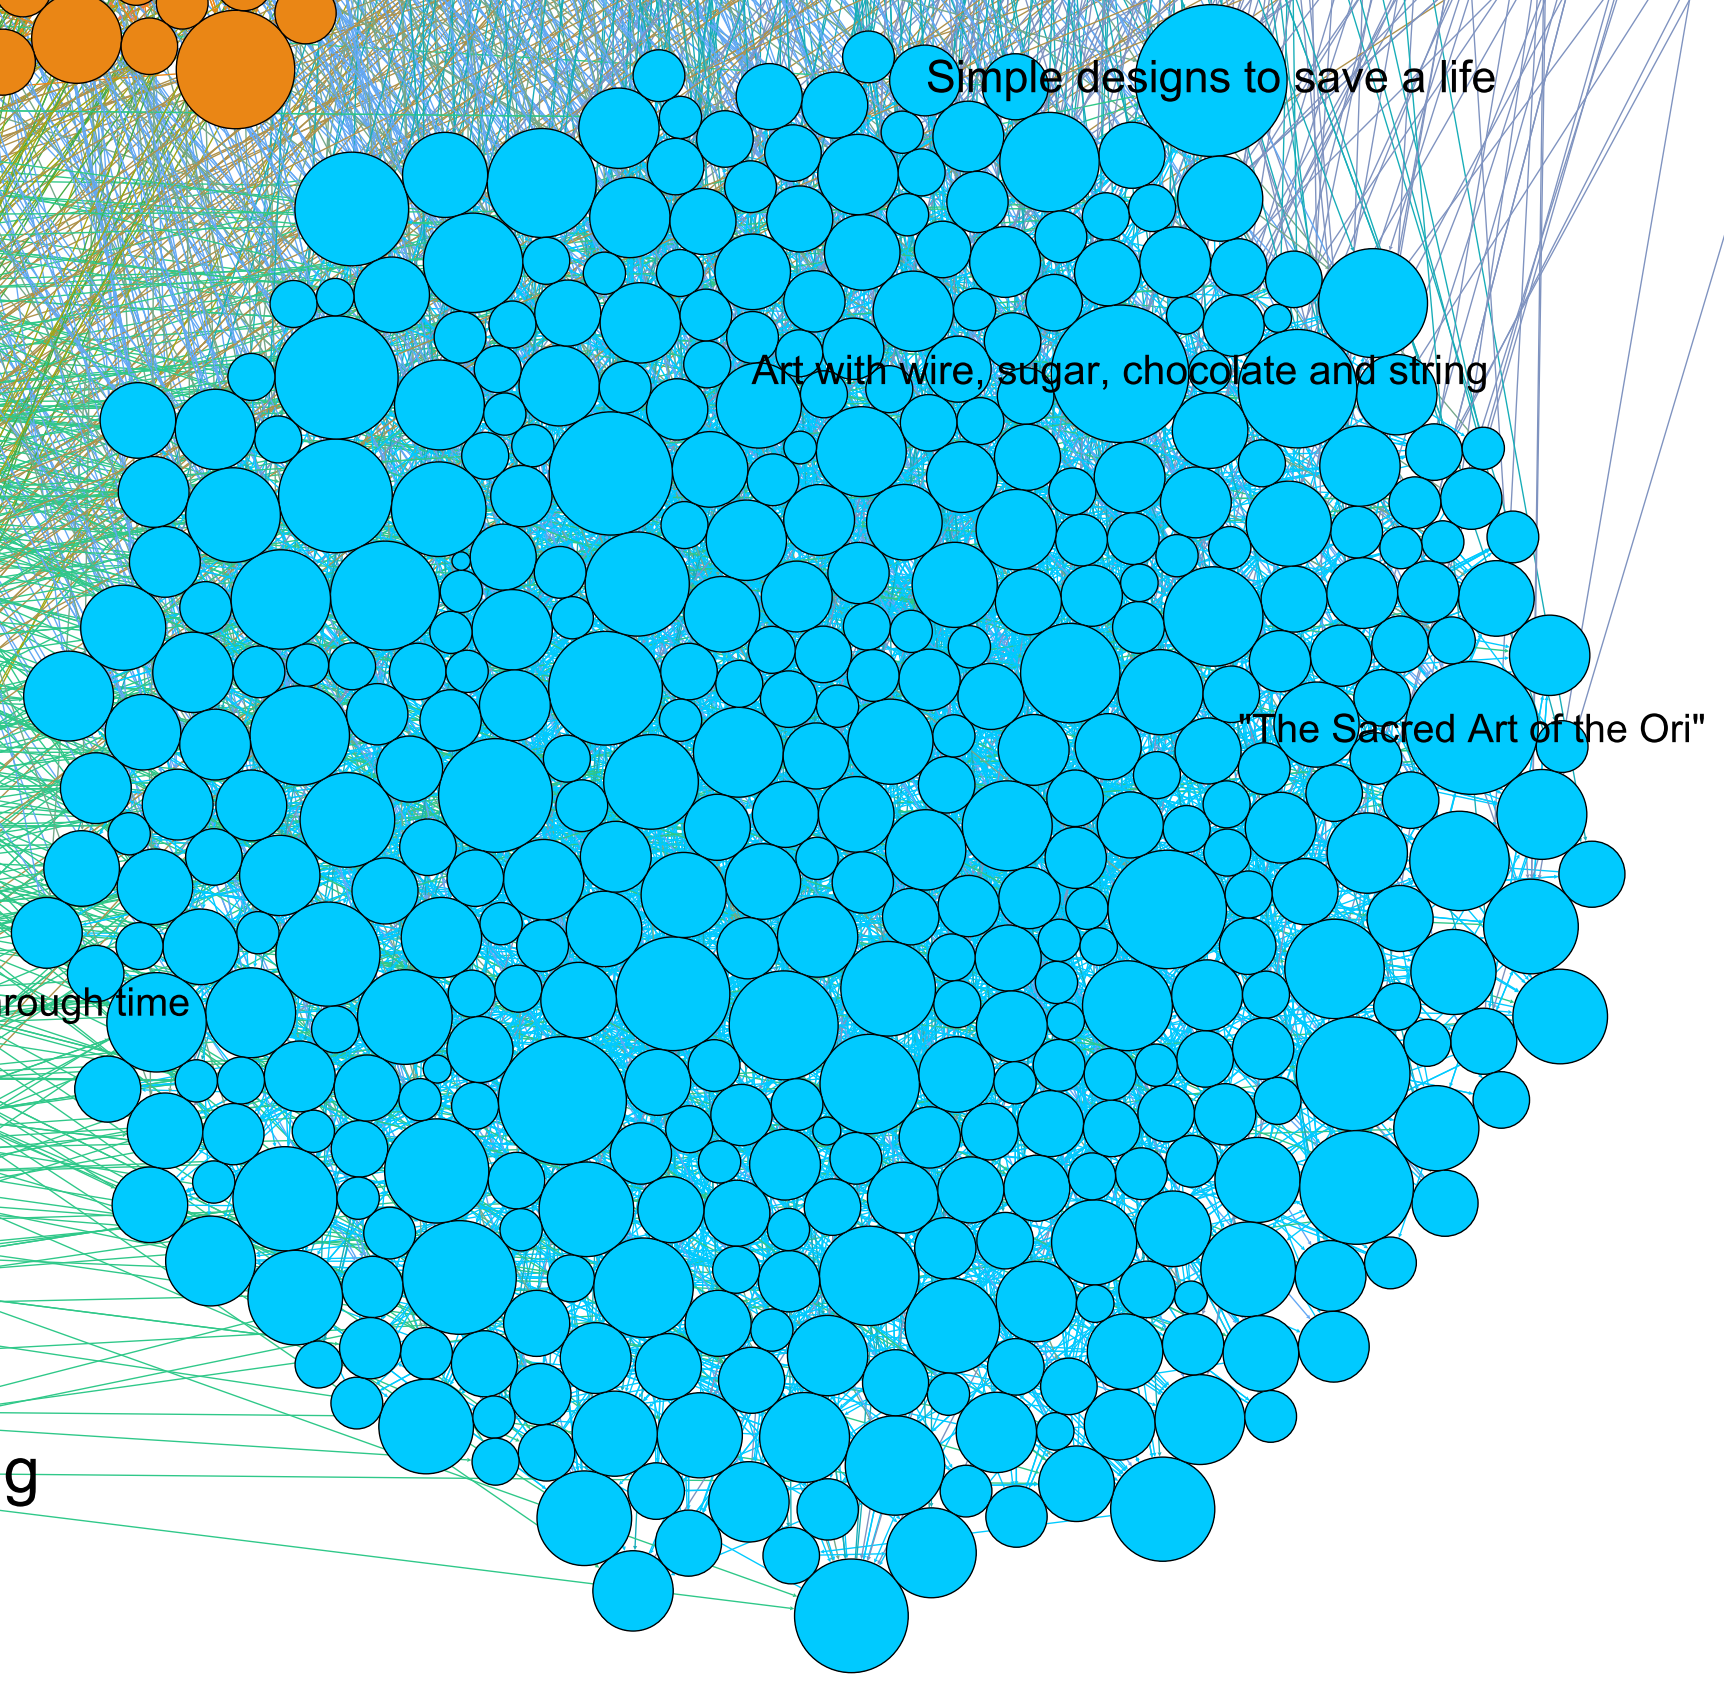 Simple designs to save a life
Art with wire, sugar, chocolate and string
"The Sacred Art of the Ori"
rough time
g